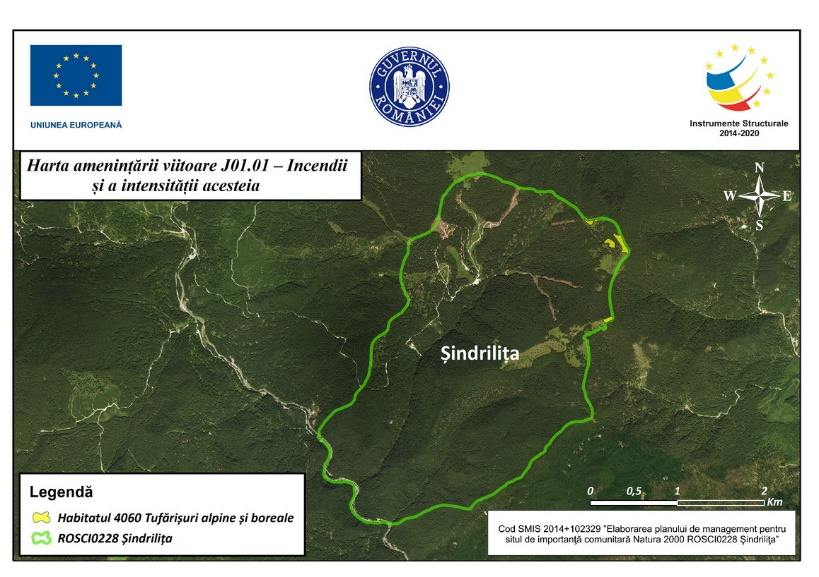 UNIUNEA EUROPEANĂ
GUVERNUL ROMÂNIEI
Instrumente Structurale
2014-2020
Harta amenințării viitoare J01.01 – Incendii
și a intensității acesteia
N
W E
S
Șindrilița
Legendă
Habitatul 4060 Tufărișuri alpine și boreale
ROSCI0228 Șindrilița
0 0,5 1 2
Km
Cod SMIS 2014+102329 "Elaborarea planului de management pentru
situl de importanță comunitară Natura 2000 ROSCI0228 Șindrilița"